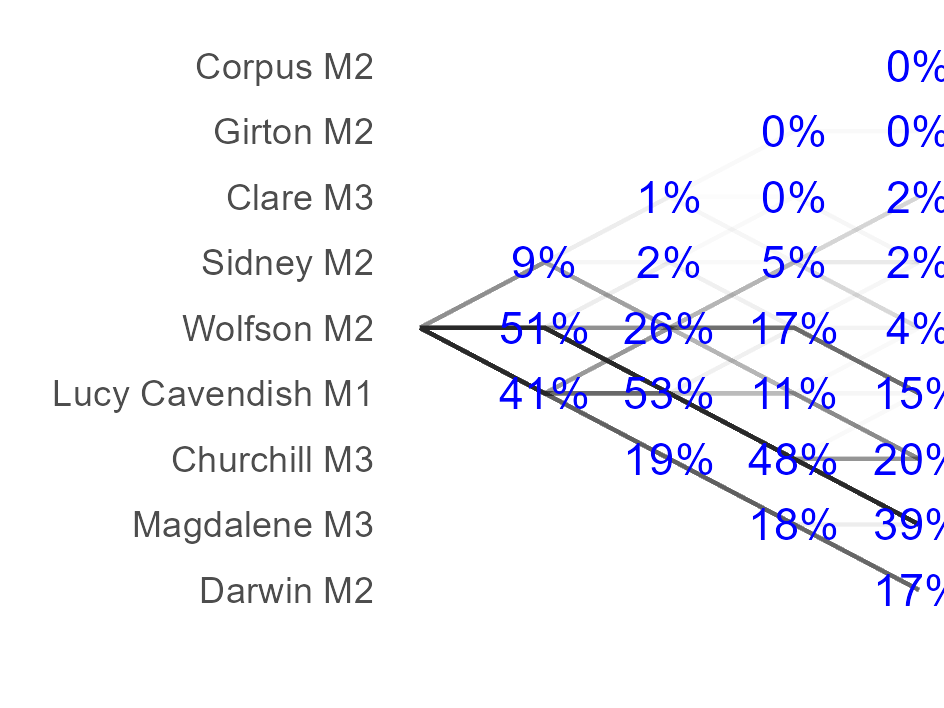 Corpus M2 0%
Girton M2 0% 0%
Clare M3 1% 0% 2%
Sidney M2 9% 2% 5% 2%
Wolfson M2 51% 26% 17% 4%
Lucy Cavendish M1 41% 53% 11% 15%
Churchill M3 19% 48% 20%
Magdalene M3 18% 39%
Darwin M2 17%